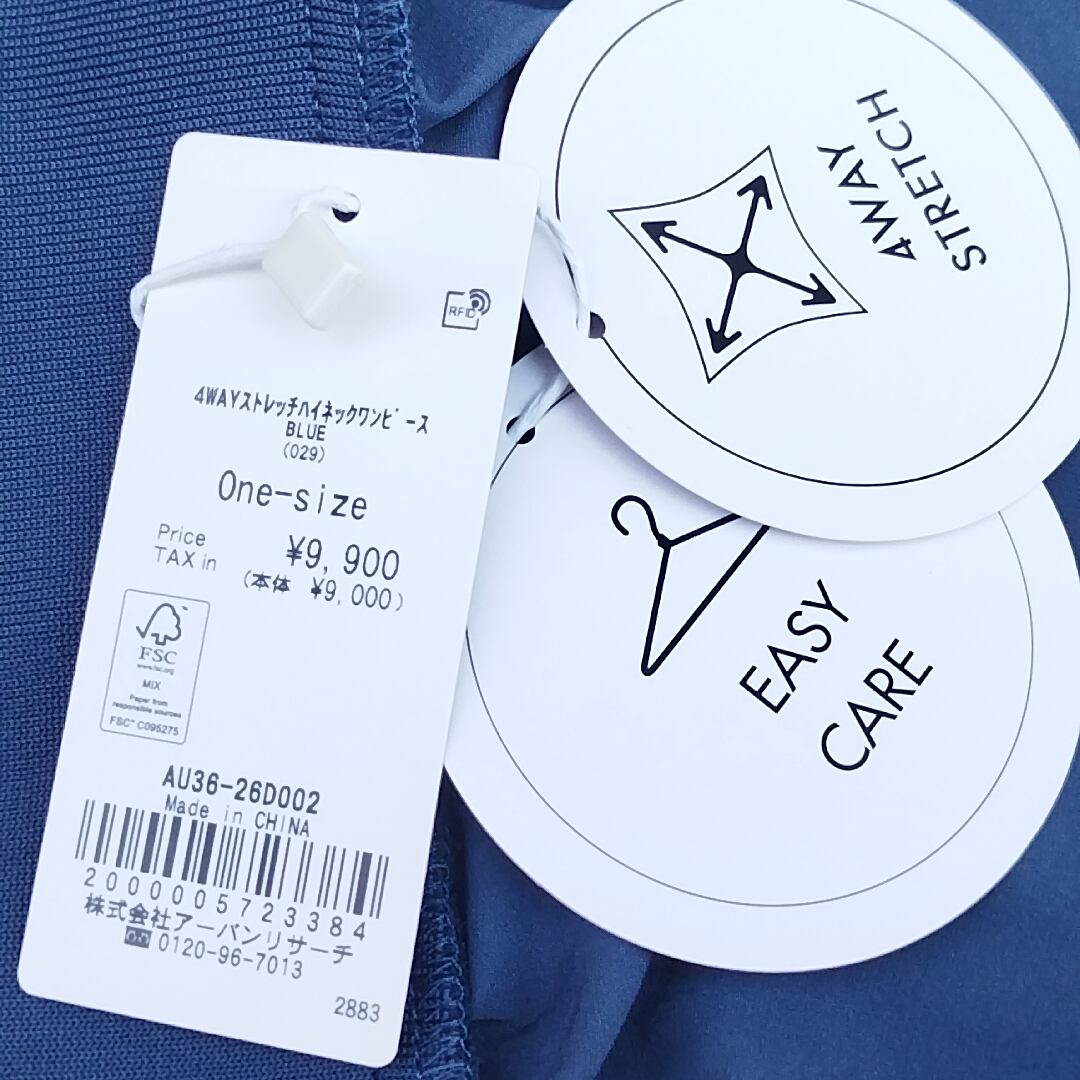 RFID
4WAYストレッチハイネックワンピース
BLUE
(029)
One-size
Price
TAX in
¥9,900
(本体 ¥9,000)
FSC
www.fsc.org
MIX
Paper from
responsible sources
FSC™ C095275
AU36-26D002
Made in CHINA
2000005723384
株式会社アーバンリサーチ
0120-96-7013
2883
4WAY
STRETCH
EASY
CARE